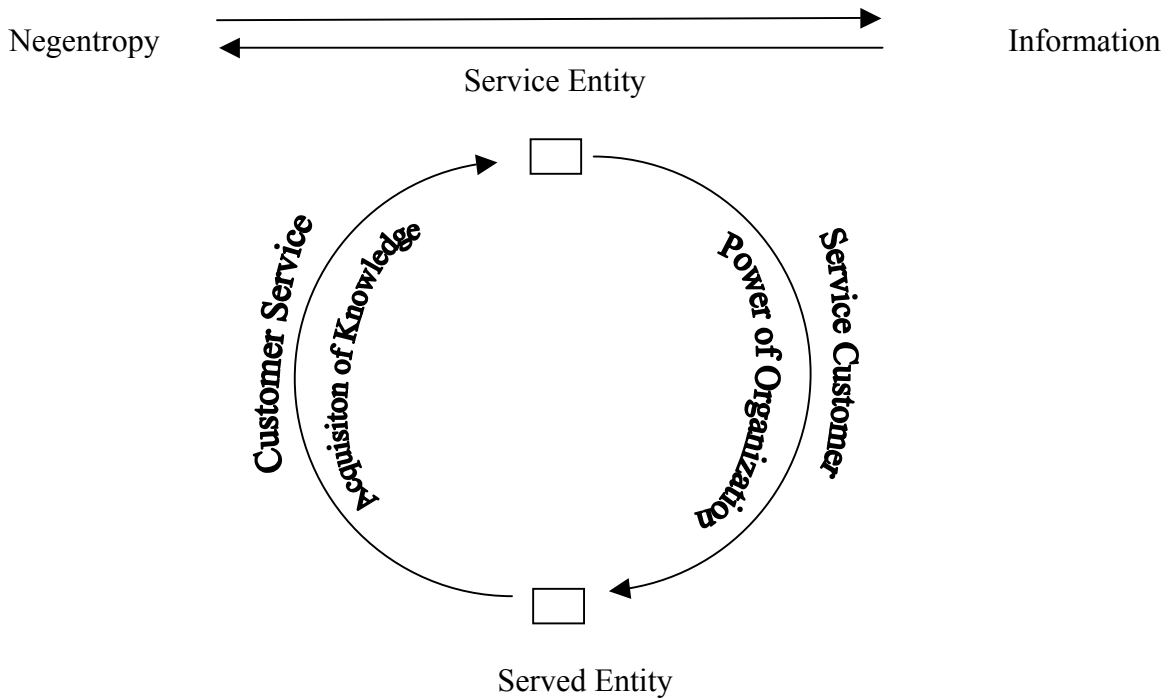 Negentropy
Information
Service Entity
Customer Service
Acquisiton of Knowledge
Power of Organization
Service Customer
Served Entity